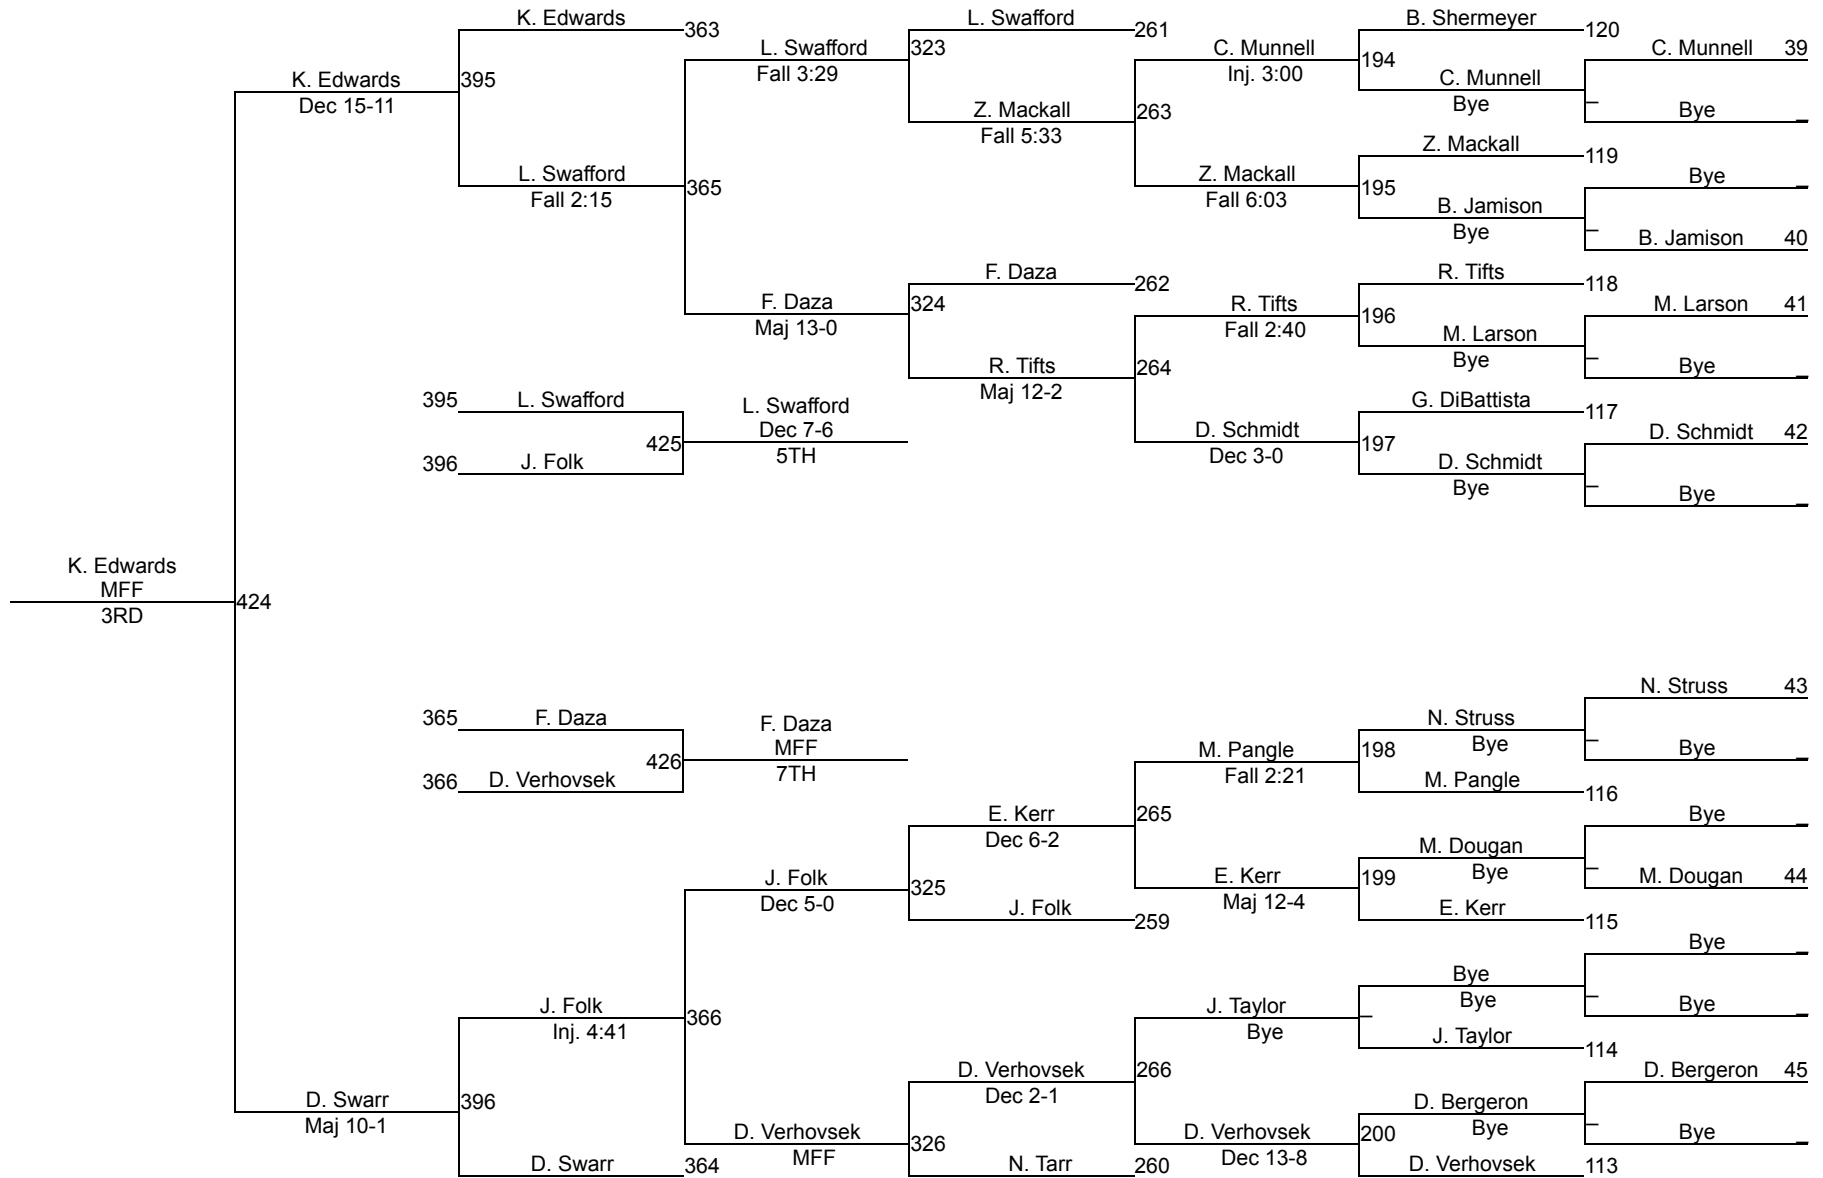 K. Edwards
363
L. Swafford
261
B. Shermeyer
120
L. Swafford
Fall 3:29
323
C. Munnell
Inj. 3:00
194
C. Munnell 39
K. Edwards
Dec 15-11
395
C. Munnell
Bye
Bye
Z. Mackall
Fall 5:33
263
Z. Mackall
119
L. Swafford
Fall 2:15
365
Z. Mackall
Fall 6:03
195
Bye
B. Jamison
Bye
B. Jamison 40
F. Daza
262
R. Tifts
118
F. Daza
Maj 13-0
324
R. Tifts
Fall 2:40
196
M. Larson 41
M. Larson
Bye
Bye
R. Tifts
Maj 12-2
264
395
L. Swafford
L. Swafford
Dec 7-6
5TH
425
396
J. Folk
G. DiBattista
117
D. Schmidt
Dec 3-0
197
D. Schmidt 42
D. Schmidt
Bye
Bye
K. Edwards
MFF
3RD
424
N. Struss 43
365
F. Daza
F. Daza
MFF
7TH
426
366
D. Verhovsek
N. Struss
Bye
Bye
M. Pangle
Fall 2:21
198
M. Pangle
116
E. Kerr
Dec 6-2
265
Bye
M. Dougan
Bye
M. Dougan 44
J. Folk
Dec 5-0
325
E. Kerr
Maj 12-4
199
J. Folk
259
E. Kerr
115
Bye
Bye
Bye
J. Folk
Inj. 4:41
366
J. Taylor
Bye
Bye
J. Taylor
114
D. Verhovsek
Dec 2-1
266
D. Bergeron 45
D. Swarr
Maj 10-1
396
D. Bergeron
Bye
D. Verhovsek
MFF
326
D. Verhovsek
Dec 13-8
200
Bye
D. Swarr
364
N. Tarr
260
D. Verhovsek
113